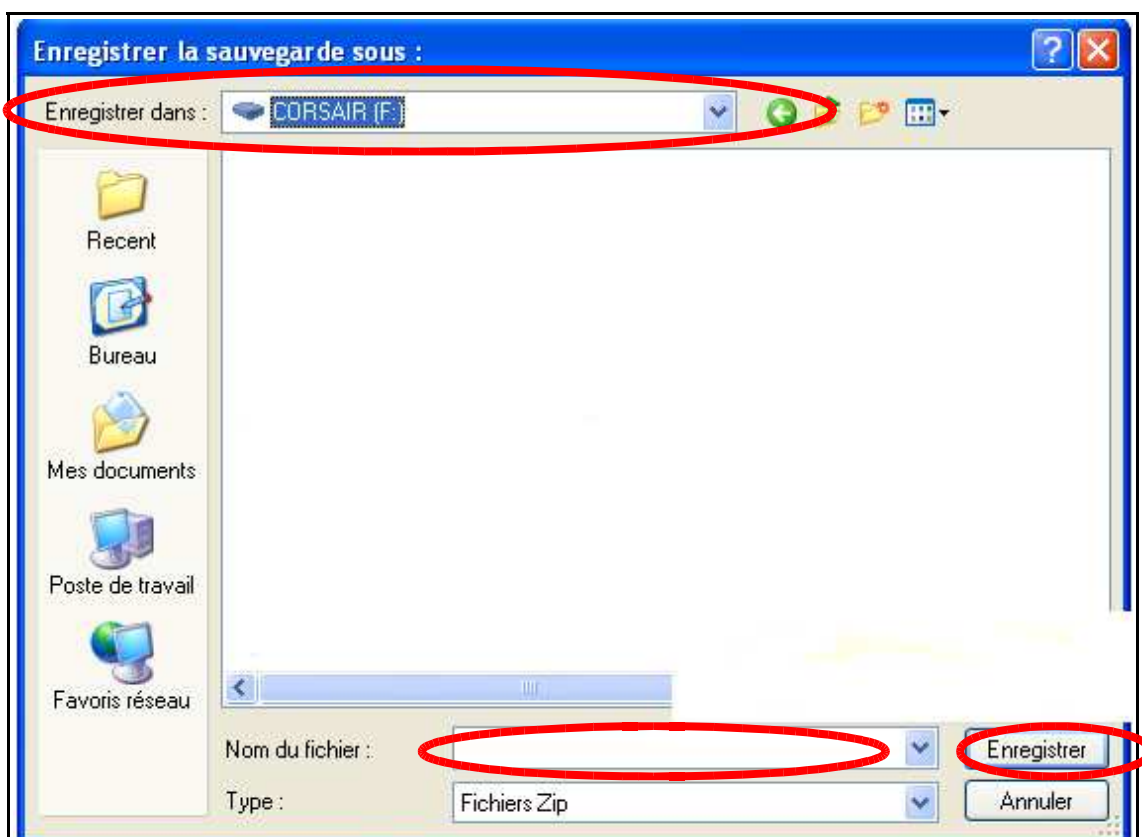 Enregistrer la sauvegarde sous :
Enregistrer dans :
CORSAIR (F:)
Recent
Bureau
Mes documents
Poste de travail
Favoris réseau
Nom du fichier :
Enregistrer
Type :
Fichiers Zip
Annuler